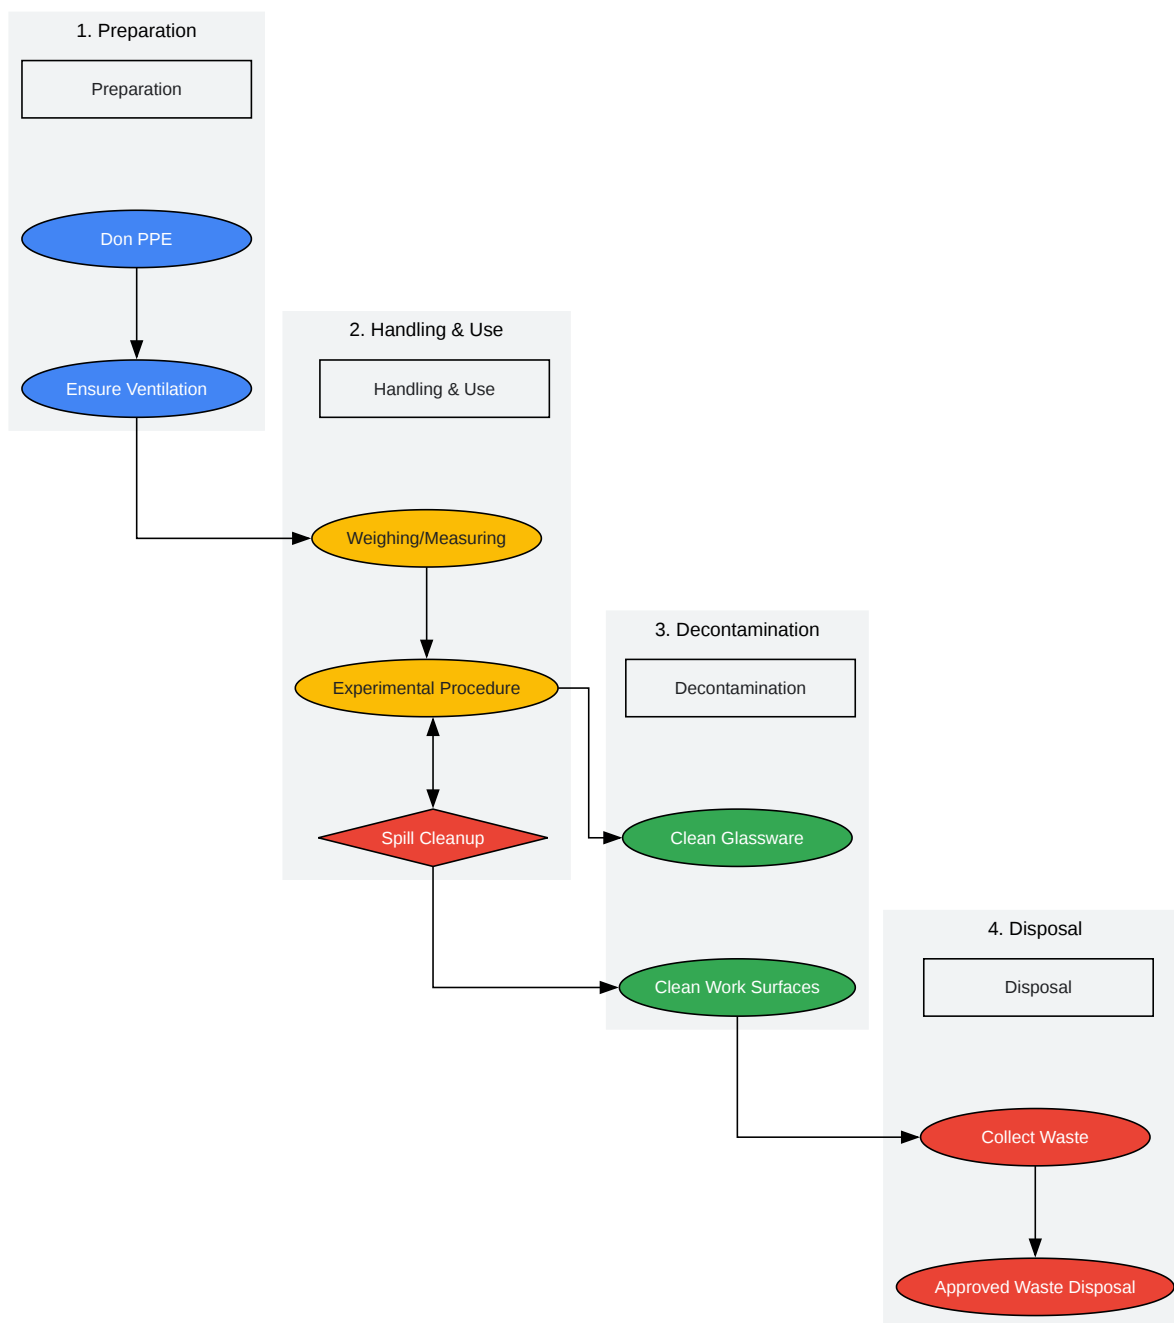 1. Preparation
Preparation
Don PPE
Ensure Ventilation
2. Handling & Use
Handling & Use
Weighing/Measuring
Experimental Procedure
Spill Cleanup
3. Decontamination
Decontamination
Clean Glassware
Clean Work Surfaces
4. Disposal
Disposal
Collect Waste
Approved Waste Disposal